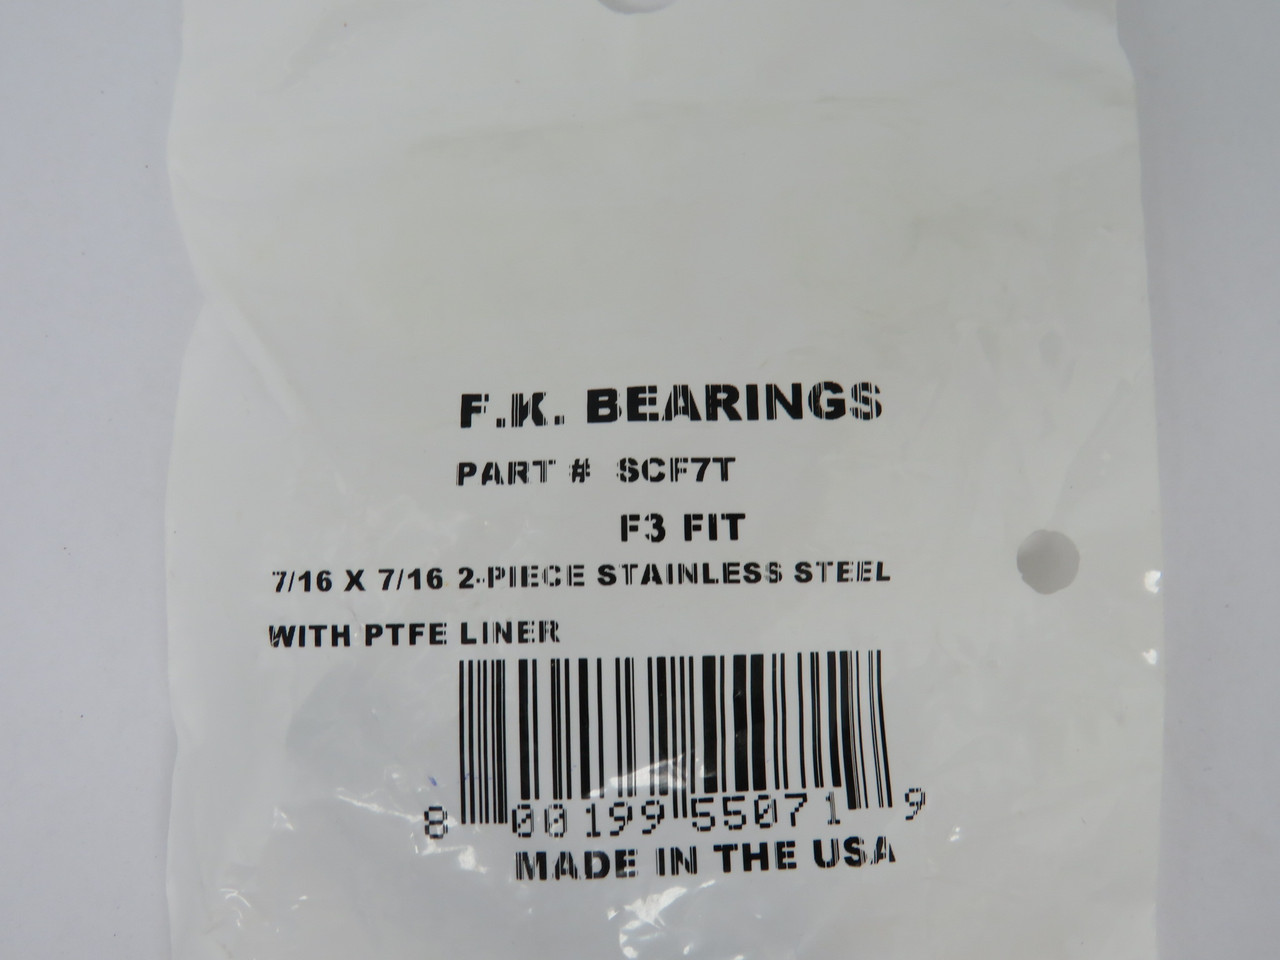 F.K. BEARINGS
PART # SCF7T
F3 FIT
7/16 X 7/16 2-PIECE STAINLESS STEEL
WITH PTFE LINER
8 00199 55071 9
MADE IN THE USA